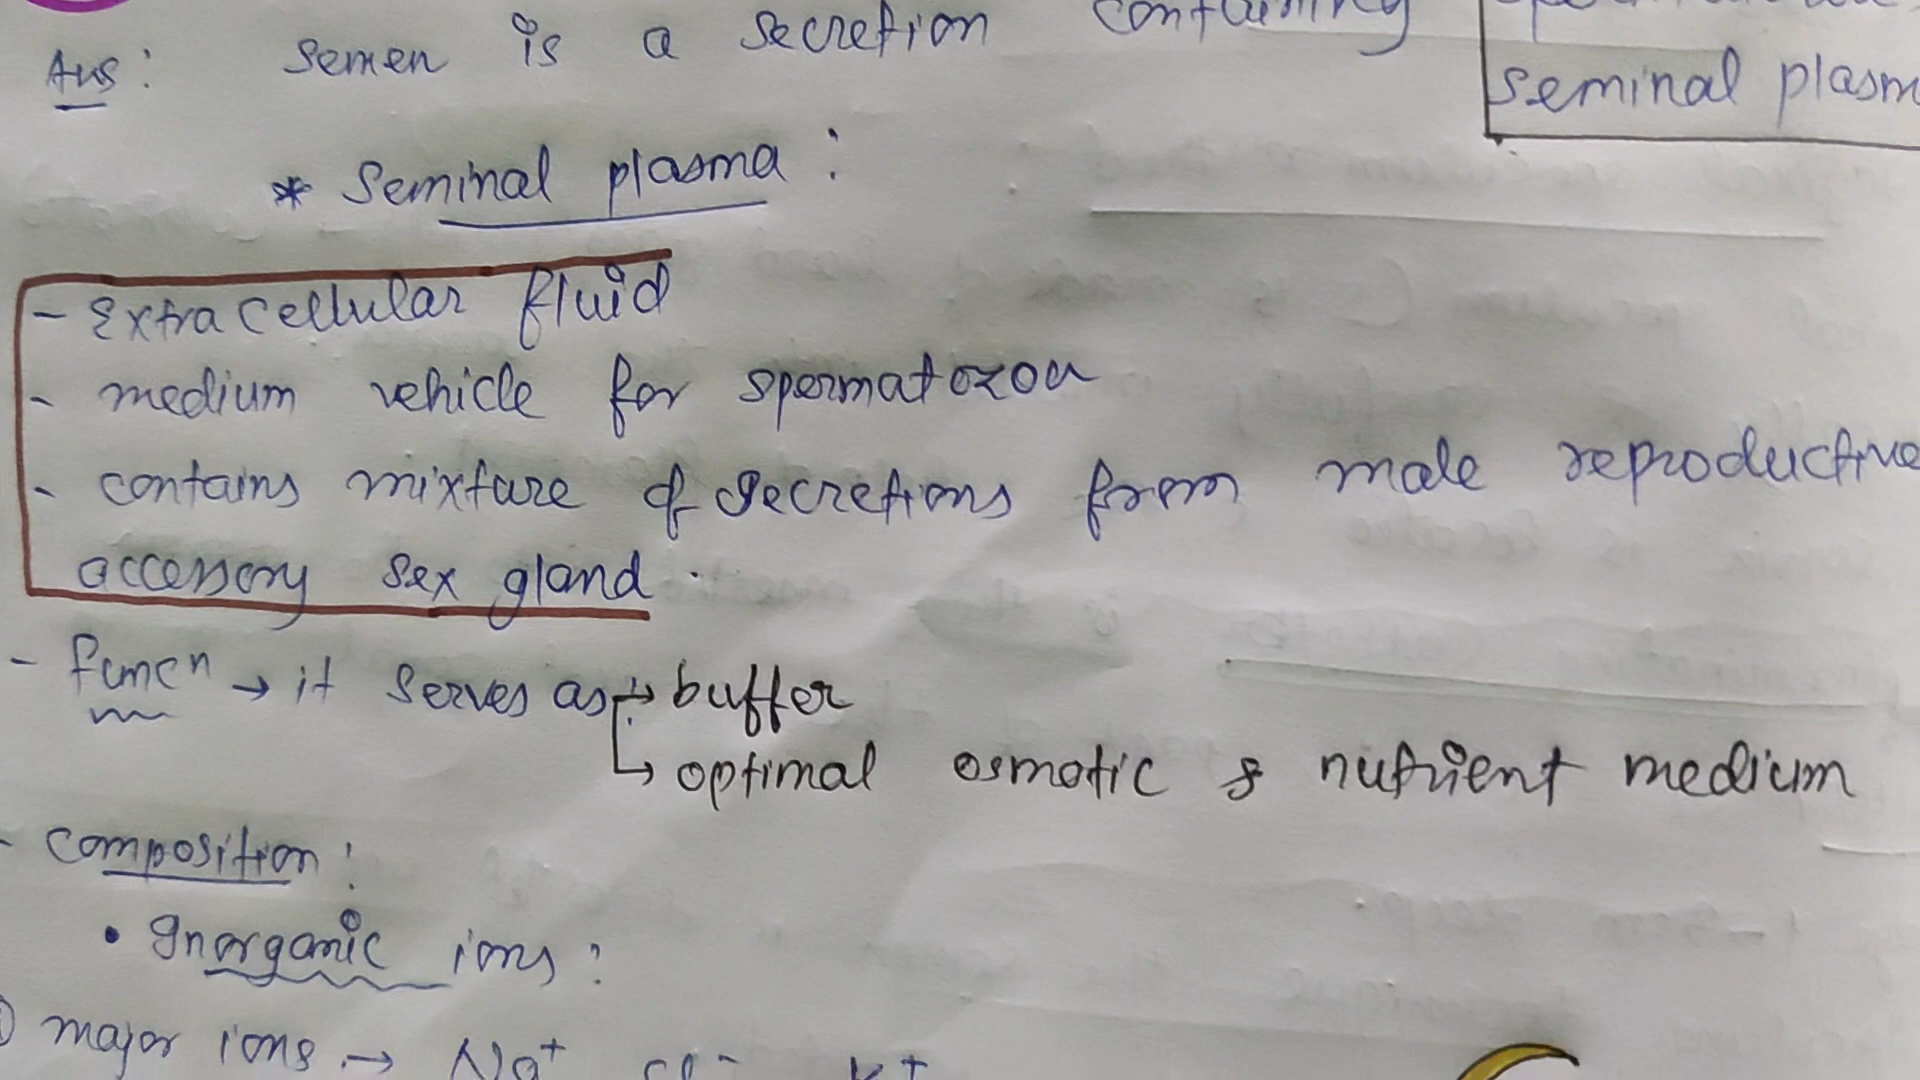 Ans: Semen is a secretion containing
seminal plasm
* Seminal plasma:
- Extracellular fluid
- medium vehicle for spermatozoa
- contains mixture of secretions from male reproductive
accessory sex gland.
- funcⁿ → it serves as → buffer
↳ optimal osmotic & nutrient medium
- composition:
• Inorganic ions:
major ions → Na⁺ Cl⁻ K⁺